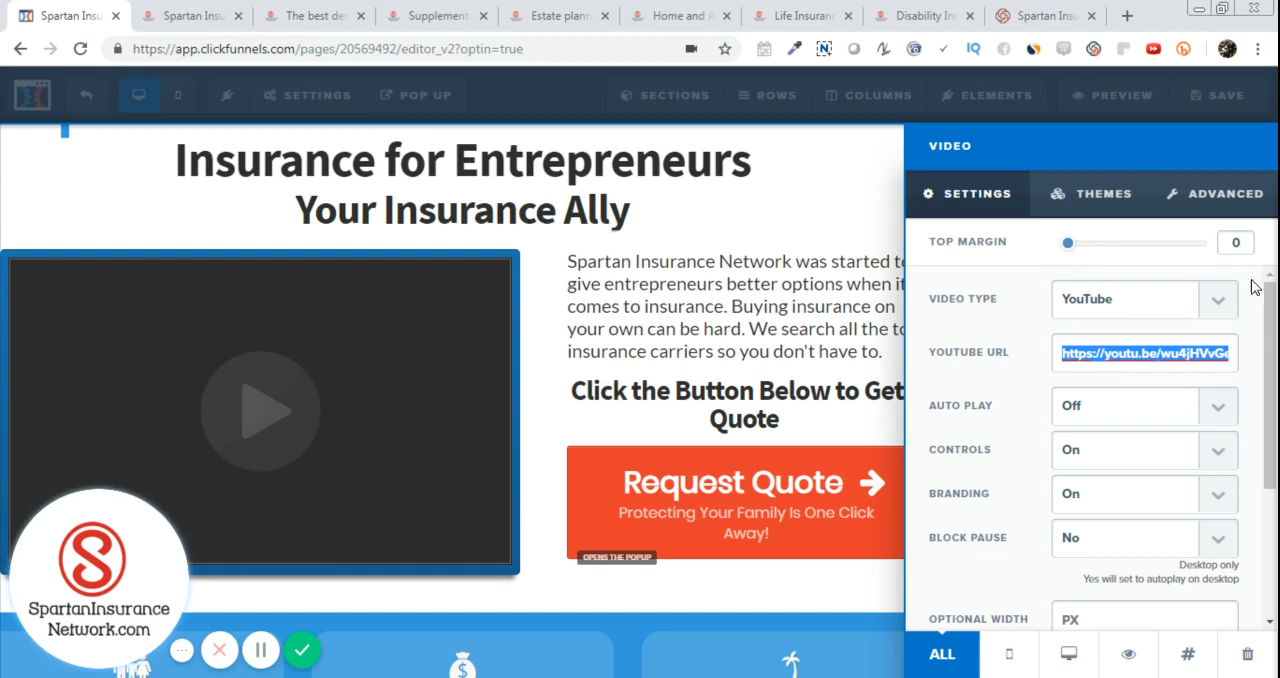 Spartan Insu
Spartan Insu
The best der
Supplement
Estate plann
Home and A
Life Insuranc
Disability In
Spartan Insu
https://app.clickfunnels.com/pages/20569492/editor_v2?optin=true
IQ
SETTINGS
POP UP
SECTIONS
ROWS
COLUMNS
ELEMENTS
PREVIEW
SAVE
Insurance for Entrepreneurs
Your Insurance Ally
Spartan Insurance Network was started to
give entrepreneurs better options when it
comes to insurance. Buying insurance on
your own can be hard. We search all the to
insurance carriers so you don't have to.
Click the Button Below to Get
Quote
Request Quote
Protecting Your Family Is One Click
Away!
OPENS THE POPUP
SpartanInsurance
Network.com
VIDEO
SETTINGS
THEMES
ADVANCED
TOP MARGIN
0
VIDEO TYPE
YouTube
YOUTUBE URL
https://youtu.be/wu4jHVvGe
AUTO PLAY
Off
CONTROLS
On
BRANDING
On
BLOCK PAUSE
No
Desktop only
Yes will set to autoplay on desktop
OPTIONAL WIDTH
PX
ALL
#